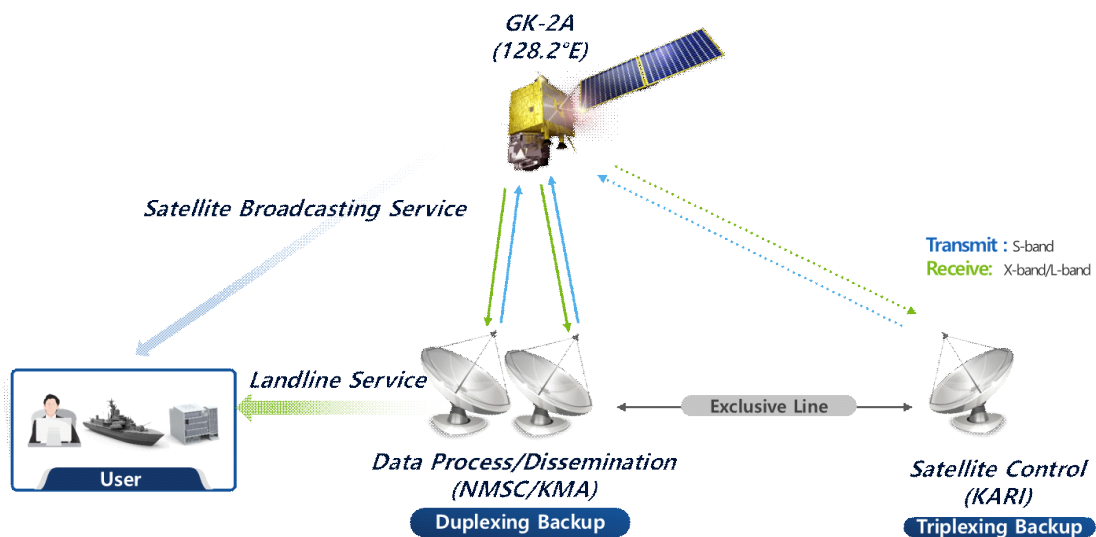 GK-2A
(128.2°E)
Satellite Broadcasting Service
Transmit : S-band
Receive: X-band/L-band
Landline Service
Exclusive Line
User
Data Process/Dissemination
(NMSC/KMA)
Duplexing Backup
Satellite Control
(KARI)
Triplexing Backup